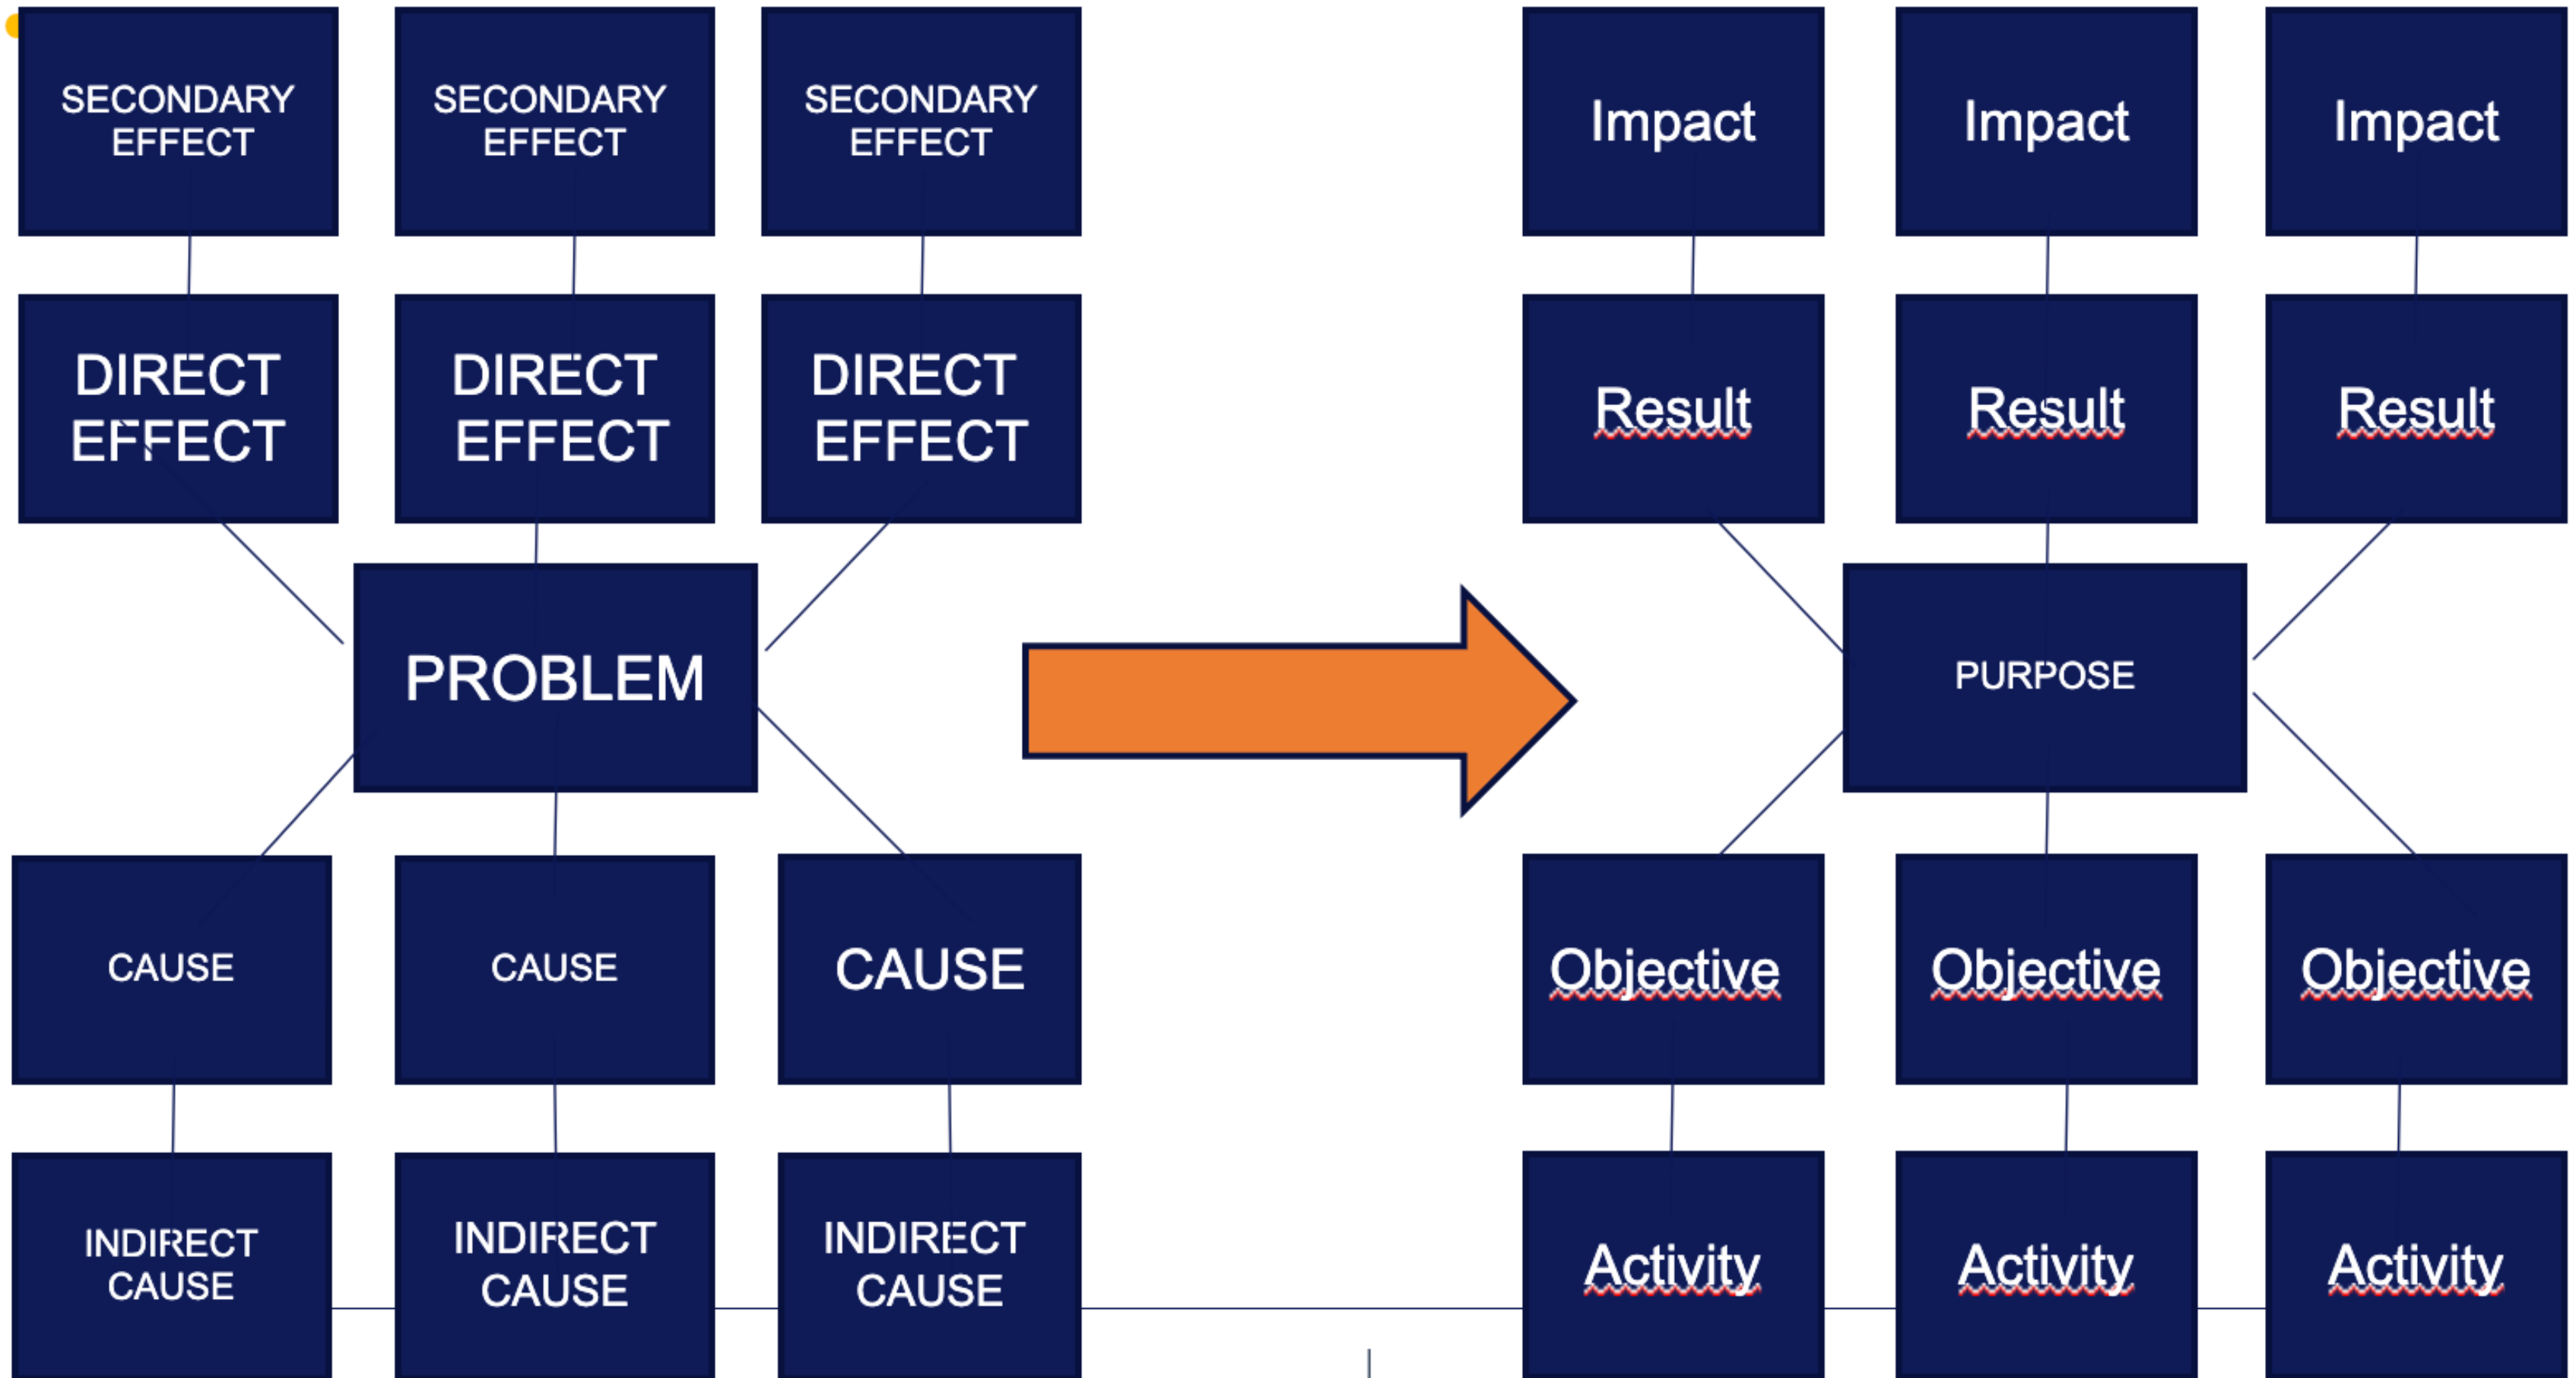 SECONDARY
EFFECT
SECONDARY
EFFECT
SECONDARY
EFFECT
Impact
Impact
Impact
DIRECT
EFFECT
DIRECT
EFFECT
DIRECT
EFFECT
Result
Result
Result
PROBLEM
PURPOSE
CAUSE
CAUSE
CAUSE
Objective
Objective
Objective
INDIRECT
CAUSE
INDIRECT
CAUSE
INDIRECT
CAUSE
Activity
Activity
Activity